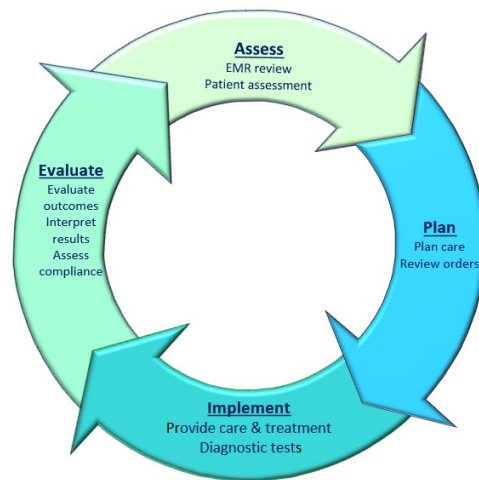 Assess
EMR review
Patient assessment
Plan
Plan care
Review orders
Implement
Provide care & treatment
Diagnostic tests
Evaluate
Evaluate
outcomes
Interpret
results
Assess
compliance